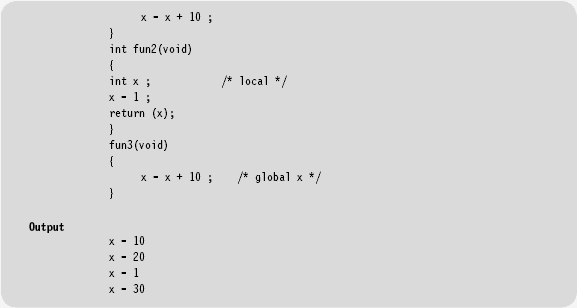 x = x + 10 ;
}
int fun2(void)
{
int x ; /* local */
x = 1 ;
return (x);
}
fun3(void)
{
x = x + 10 ; /* global x */
}
Output
x = 10
x = 20
x = 1
x = 30